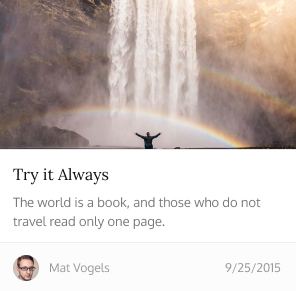 Try it Always
The world is a book, and those who do not
travel read only one page.
Mat Vogels
9/25/2015